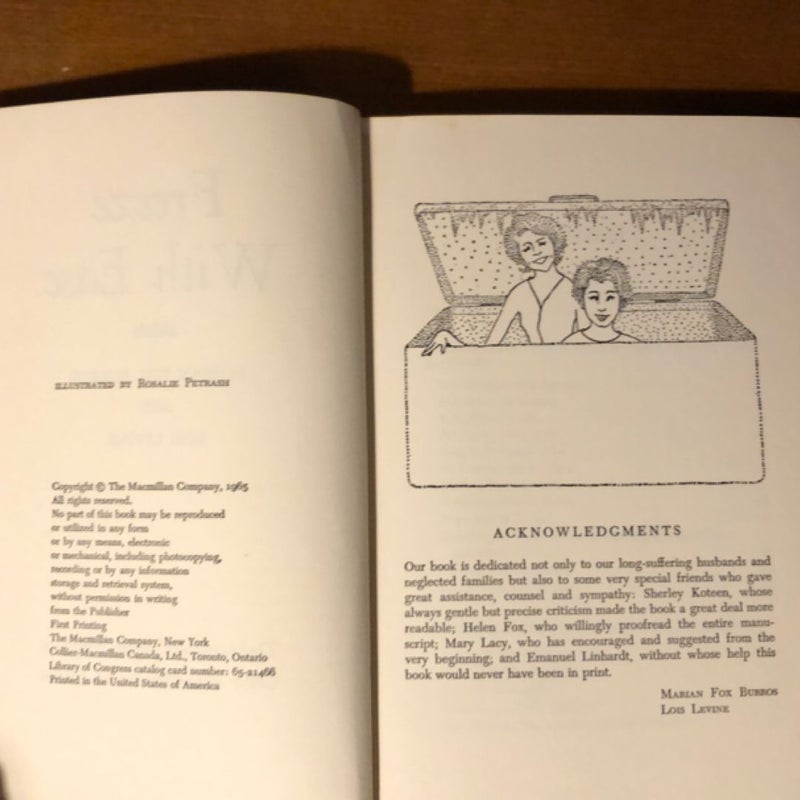 Freeze
With Ease
ILLUSTRATED BY ROSALIE PETRASH
Copyright © The Macmillan Company, 1965
All rights reserved.
No part of this book may be reproduced
or utilized in any form
or by any means, electronic
or mechanical, including photocopying,
recording or by any information
storage and retrieval system,
without permission in writing
from the Publisher
First Printing
The Macmillan Company, New York
Collier-Macmillan Canada, Ltd., Toronto, Ontario
Library of Congress catalog card number: 65-21466
Printed in the United States of America
ACKNOWLEDGMENTS
Our book is dedicated not only to our long-suffering husbands and
neglected families but also to some very special friends who gave
great assistance, counsel and sympathy: Sherley Koteen, whose
always gentle but precise criticism made the book a great deal more
readable; Helen Fox, who willingly proofread the entire manu-
script; Mary Lacy, who has encouraged and suggested from the
very beginning; and Emanuel Linhardt, without whose help this
book would never have been in print.
MARIAN FOX BURROS
LOIS LEVINE